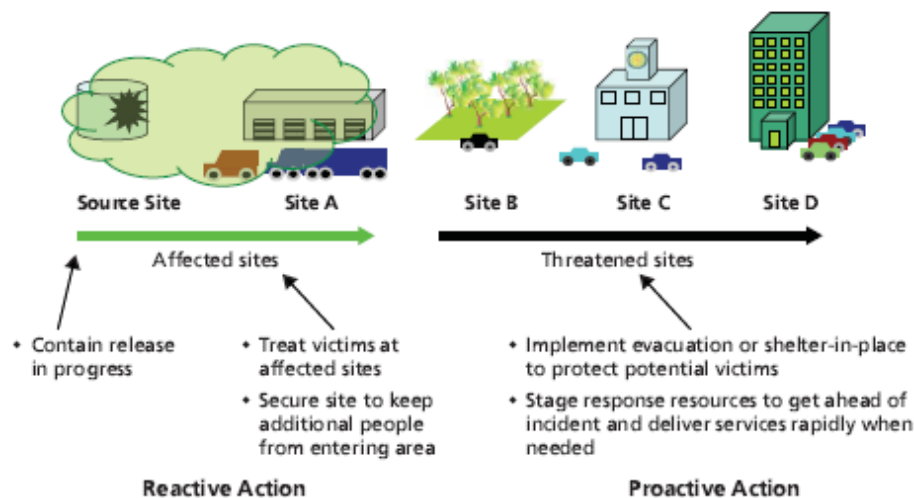 Source Site
Site A
Site B
Site C
Site D
Affected sites
Threatened sites
• Contain release
in progress
• Treat victims at
affected sites
• Secure site to keep
additional people
from entering area
• Implement evacuation or shelter-in-place
to protect potential victims
• Stage response resources to get ahead of
incident and deliver services rapidly when
needed
Reactive Action
Proactive Action